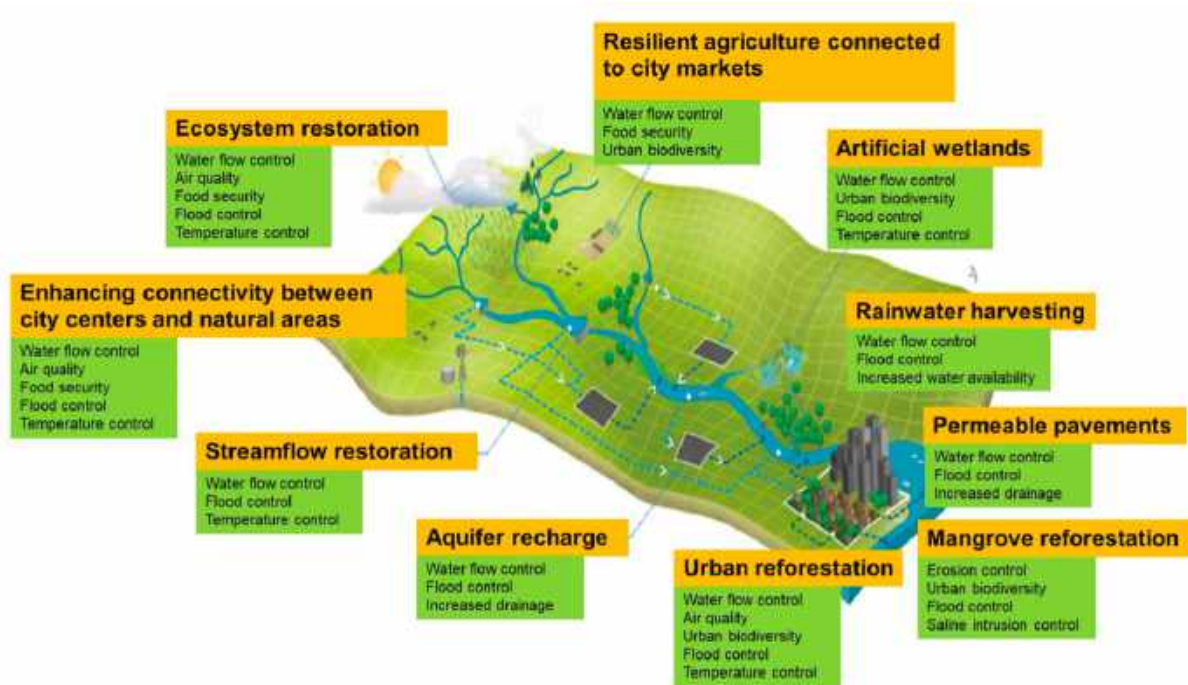 Resilient agriculture connected
to city markets
Water flow control
Food security
Urban biodiversity
Ecosystem restoration
Water flow control
Air quality
Food security
Flood control
Temperature control
Artificial wetlands
Water flow control
Urban biodiversity
Flood control
Temperature control
Enhancing connectivity between
city centers and natural areas
Water flow control
Air quality
Food security
Flood control
Temperature control
Rainwater harvesting
Water flow control
Flood control
Increased water availability
Streamflow restoration
Water flow control
Flood control
Temperature control
Permeable pavements
Water flow control
Flood control
Increased drainage
Aquifer recharge
Water flow control
Flood control
Increased drainage
Urban reforestation
Water flow control
Air quality
Urban biodiversity
Flood control
Temperature control
Mangrove reforestation
Erosion control
Urban biodiversity
Flood control
Saline intrusion control